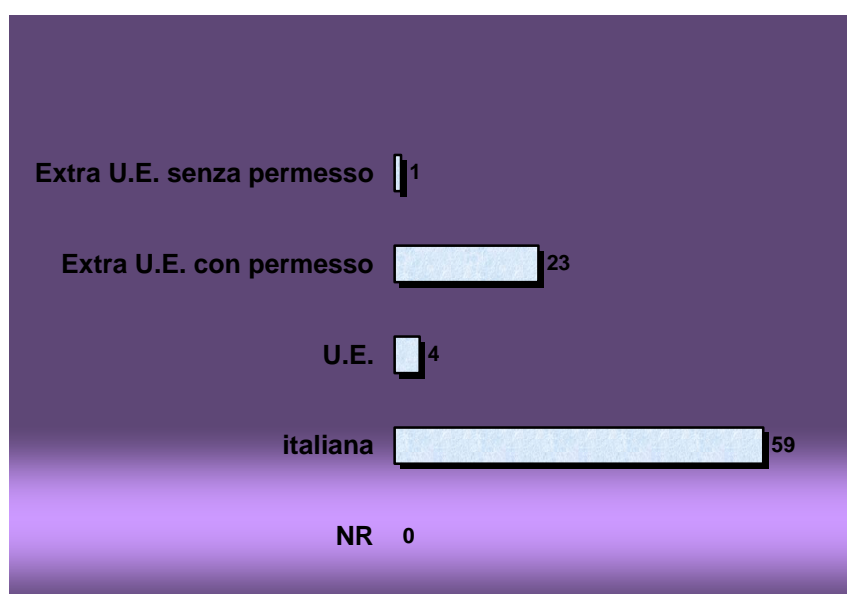 Extra U.E. senza permesso 1
Extra U.E. con permesso 23
U.E. 4
italiana 59
NR 0